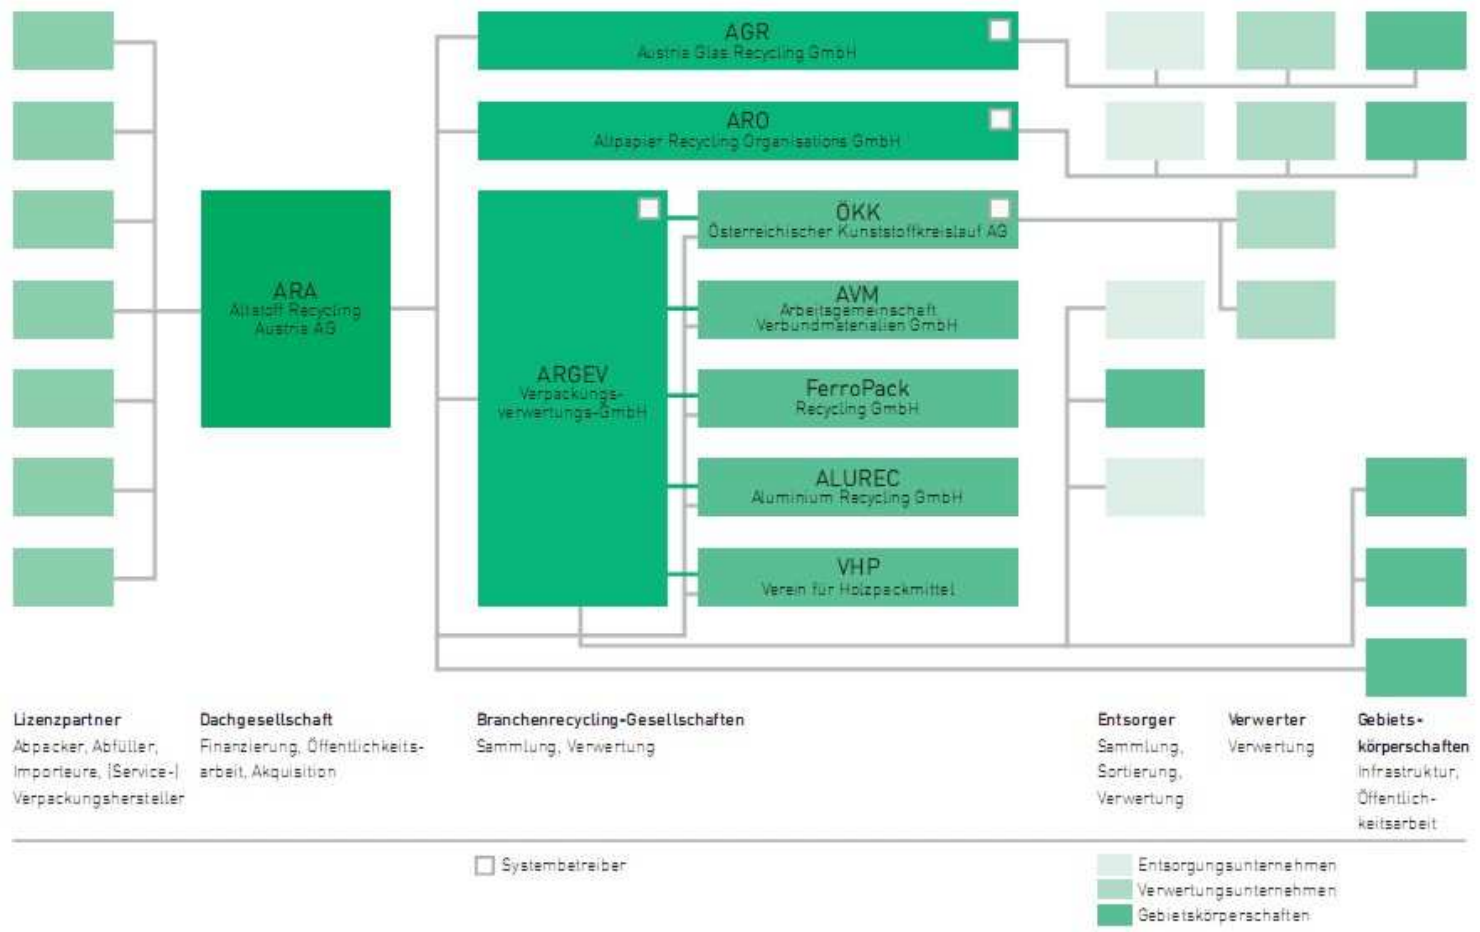 AGR
Austria Glas Recycling GmbH
ARO
Altpapier Recycling Organisations GmbH
ARA
Altstoff Recycling
Austria AG
ARGEV
Verpackungs-
verwertungs-GmbH
ÖKK
Österreichischer Kunststoffkreislauf AG
AVM
Arbeitsgemeinschaft
Verbundmaterialien GmbH
FerroPack
Recycling GmbH
ALUREC
Aluminium Recycling GmbH
VHP
Verein für Holzpackmittel
Lizenzpartner
Abpacker, Abfüller,
Importeure, (Service-)
Verpackungshersteller
Dachgesellschaft
Finanzierung, Öffentlichkeits-
arbeit, Akquisition
Branchenrecycling-Gesellschaften
Sammlung, Verwertung
Entsorger
Sammlung,
Sortierung,
Verwertung
Verwerter
Verwertung
Gebiets-
körperschaften
Infrastruktur,
Öffentlich-
keitsarbeit
Systembetreiber
Entsorgungsunternehmen
Verwertungsunternehmen
Gebietskörperschaften